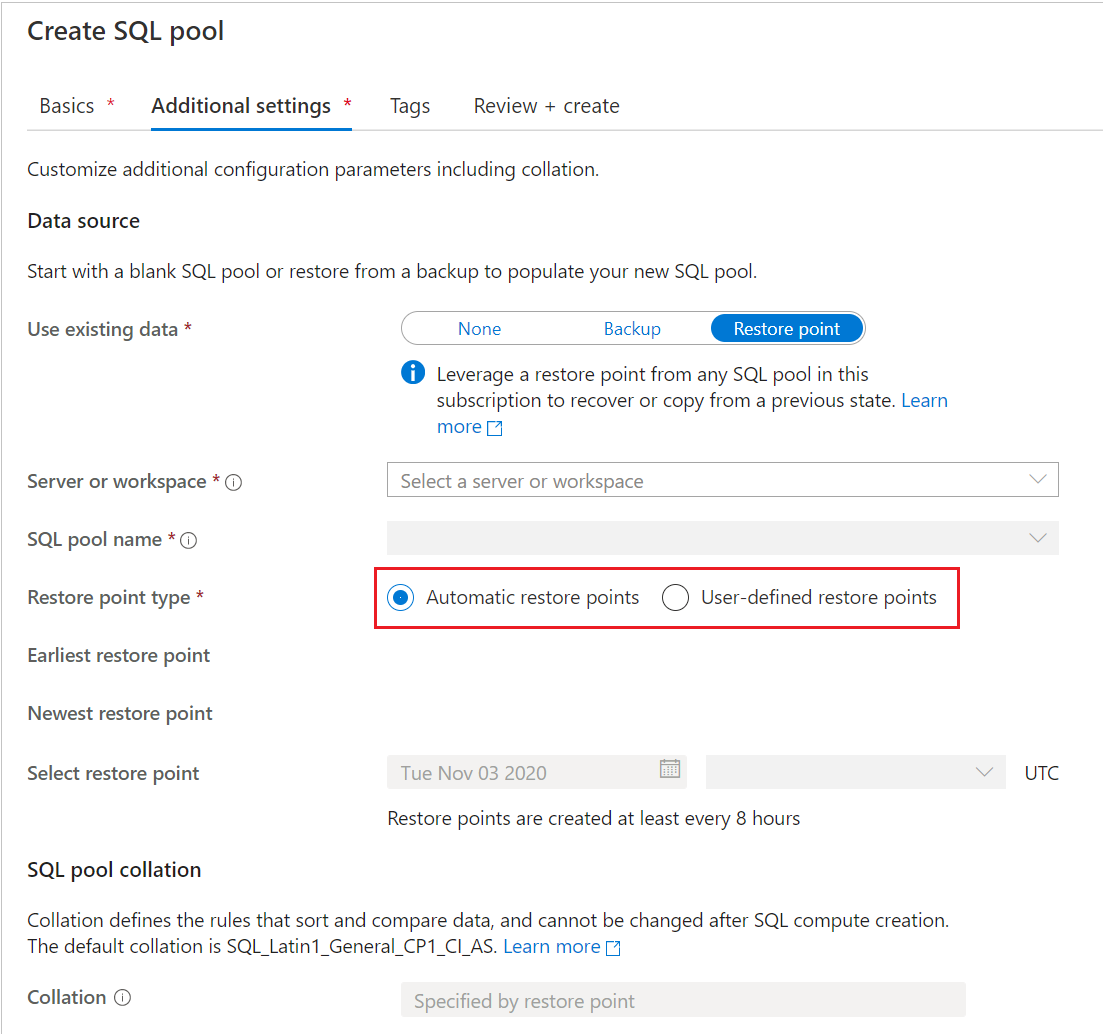 Create SQL pool
Basics * Additional settings * Tags Review + create
Customize additional configuration parameters including collation.
Data source
Start with a blank SQL pool or restore from a backup to populate your new SQL pool.
Use existing data * None Backup Restore point
Leverage a restore point from any SQL pool in this
subscription to recover or copy from a previous state. Learn
more
Server or workspace * Select a server or workspace
SQL pool name *
Restore point type * Automatic restore points User-defined restore points
Earliest restore point
Newest restore point
Select restore point Tue Nov 03 2020 UTC
Restore points are created at least every 8 hours
SQL pool collation
Collation defines the rules that sort and compare data, and cannot be changed after SQL compute creation.
The default collation is SQL_Latin1_General_CP1_CI_AS. Learn more
Collation Specified by restore point